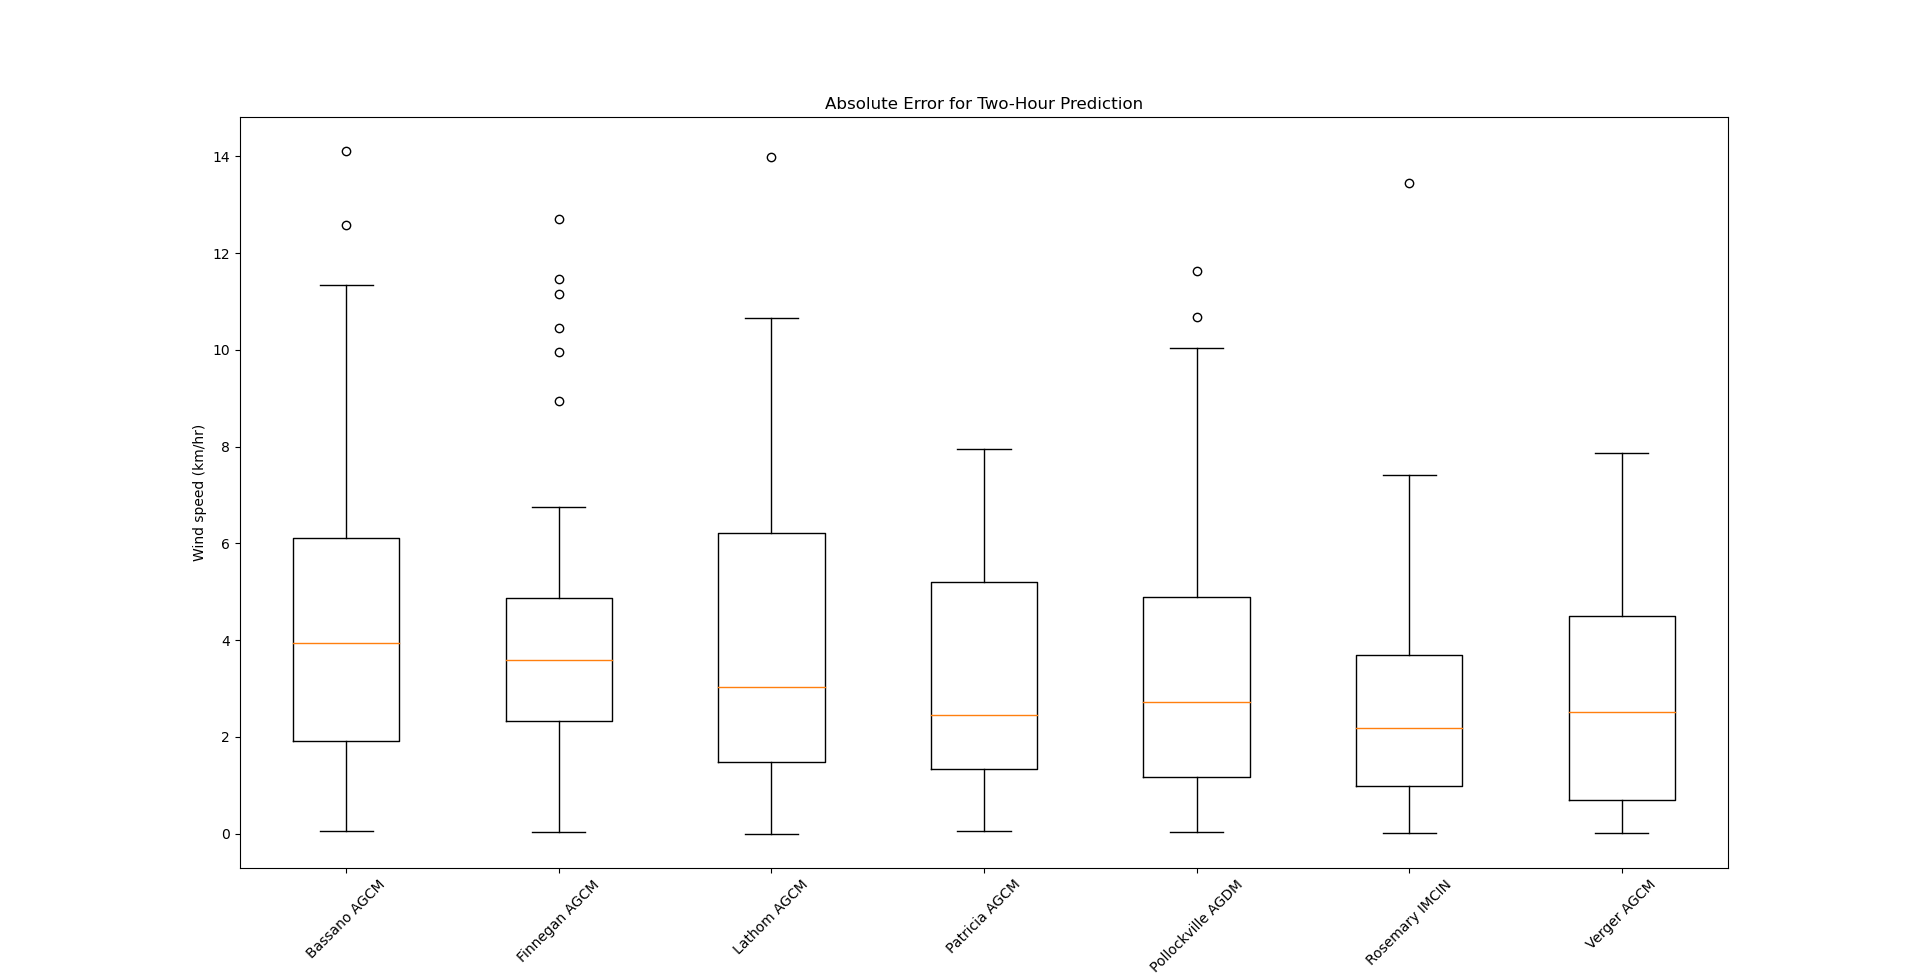 Absolute Error for Two-Hour Prediction
14
12
10
8
6
4
2
0
Wind speed (km/hr)
Bassano AGCM
Finnegan AGCM
Lathom AGCM
Patricia AGCM
Pollockville AGDM
Rosemary IMCIN
Verger AGCM